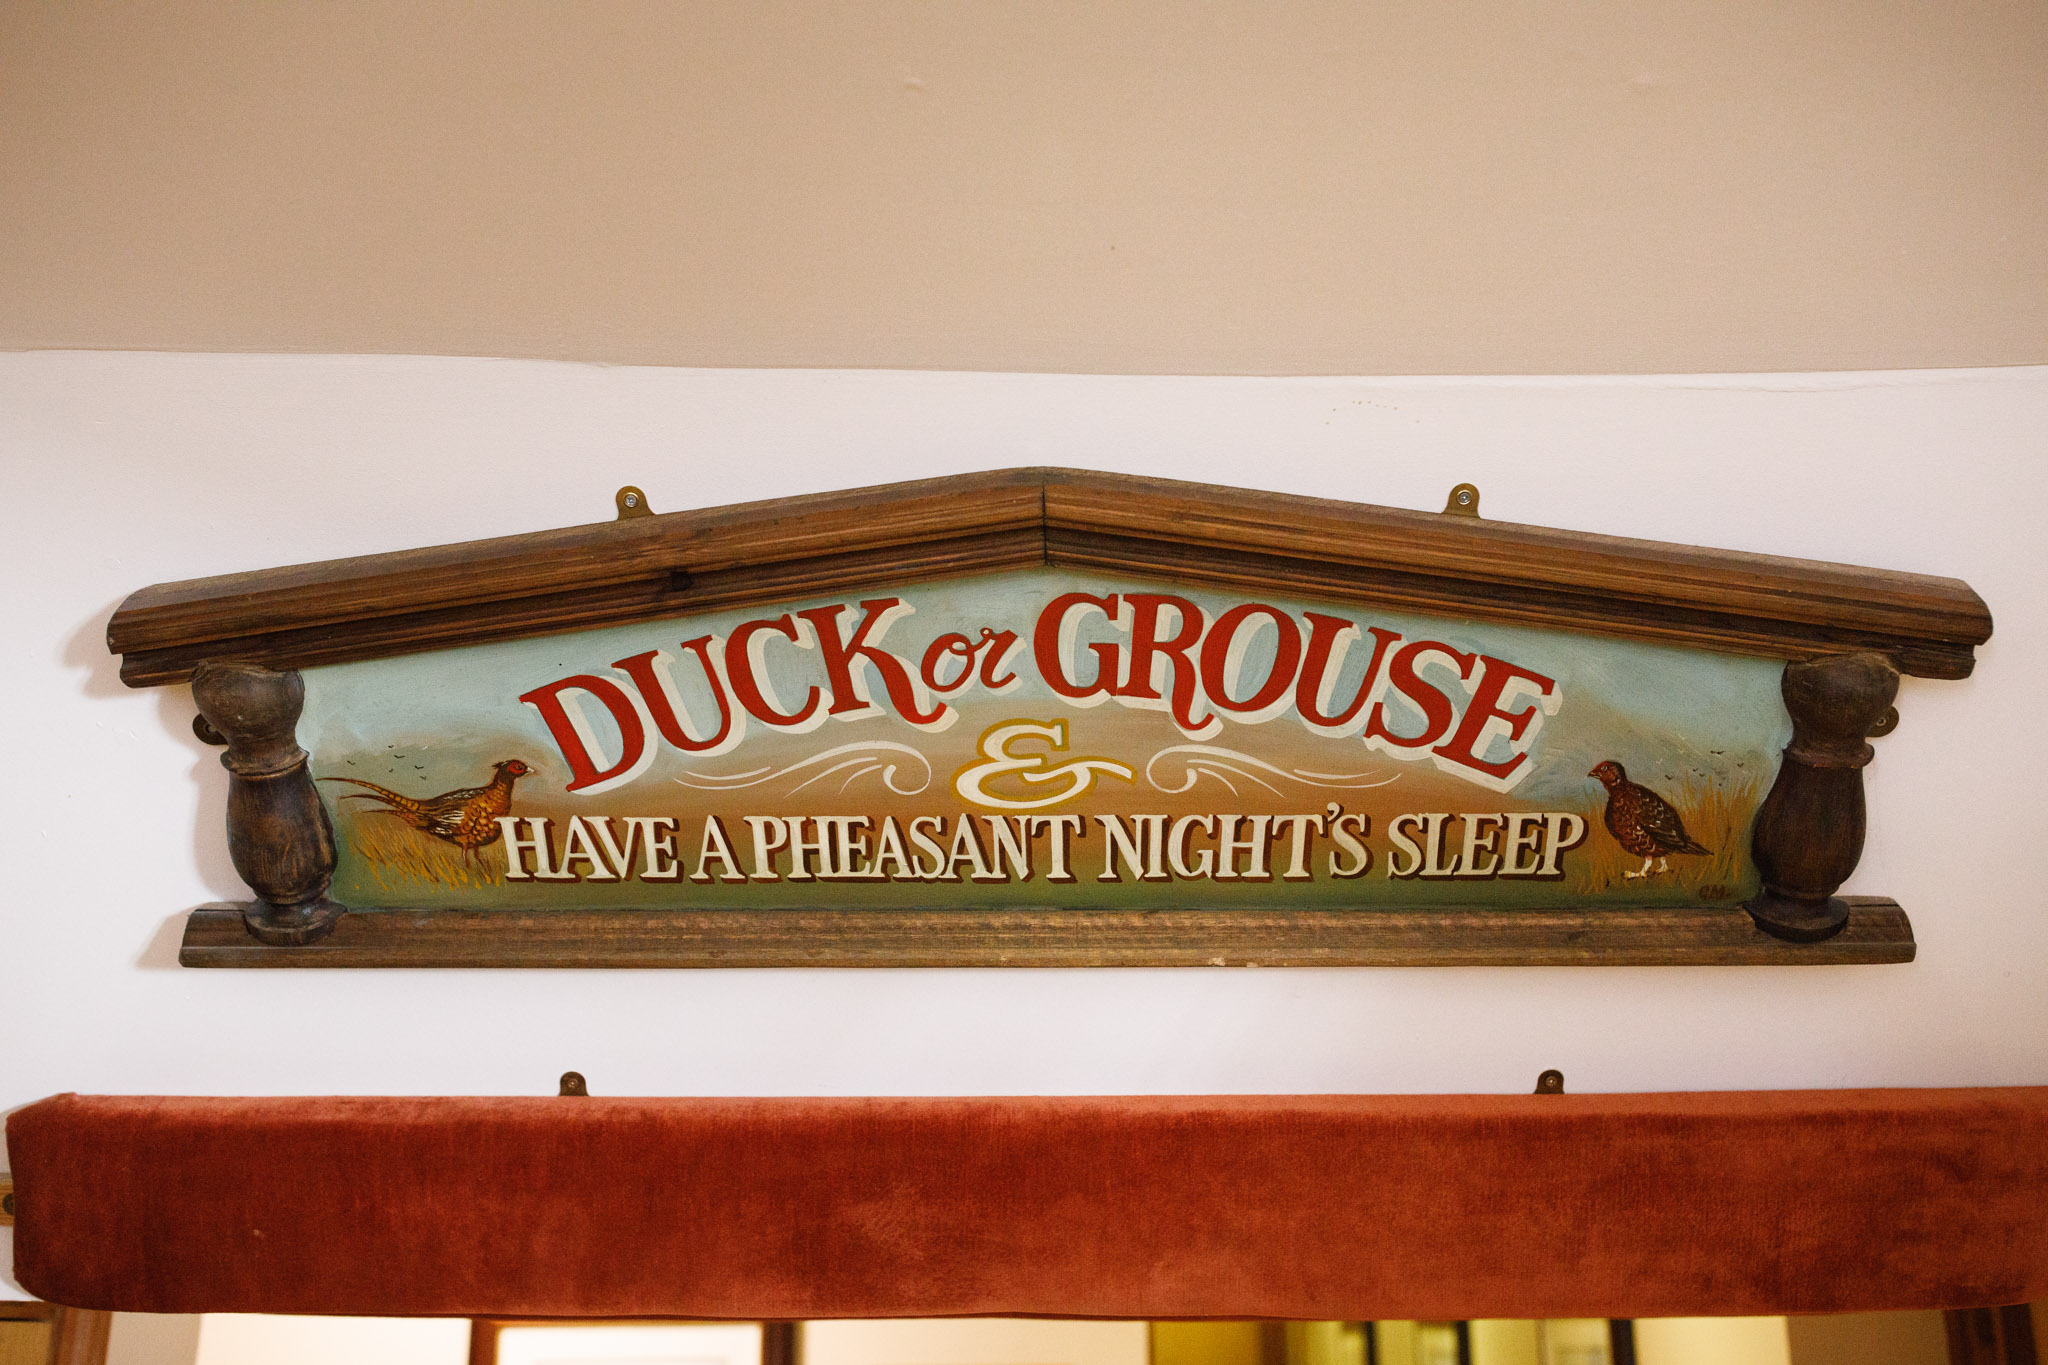 DUCK or GROUSE
&
HAVE A PHEASANT NIGHT'S SLEEP
G.M.